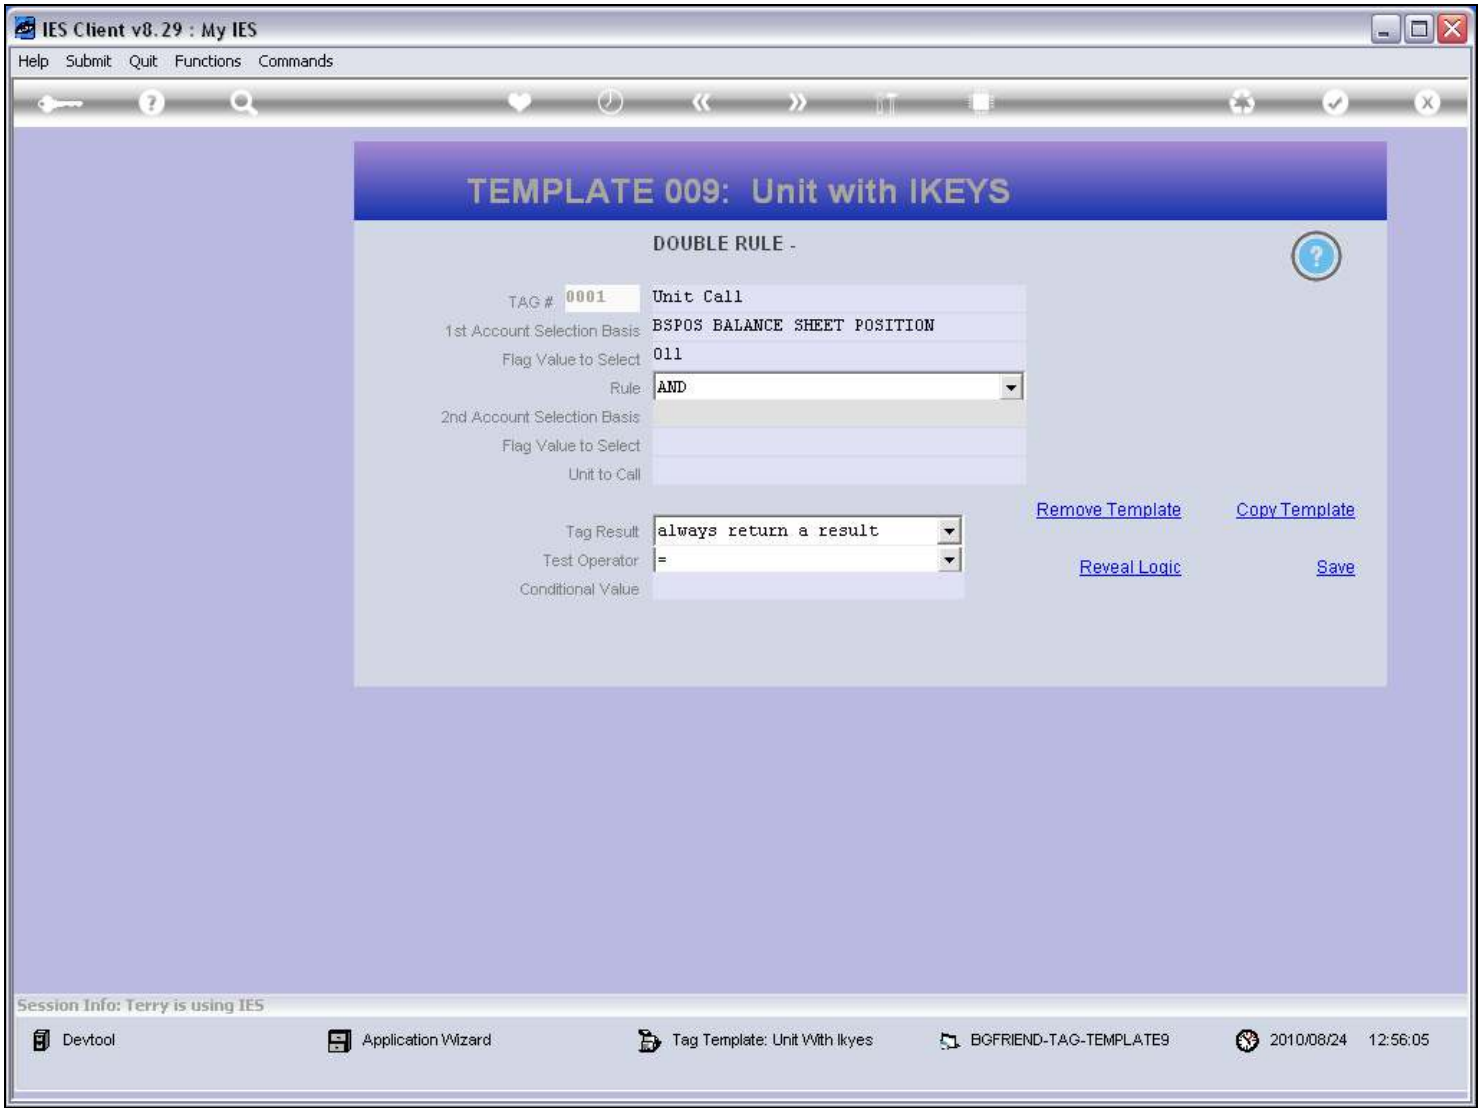 IES Client v8.29 : My IES
Help Submit Quit Functions Commands
TEMPLATE 009: Unit with IKEYS
DOUBLE RULE -
TAG # 0001 Unit Call
1st Account Selection Basis BSPOS BALANCE SHEET POSITION
Flag Value to Select 011
Rule AND
2nd Account Selection Basis
Flag Value to Select
Unit to Call
Remove Template Copy Template
Tag Result always return a result
Test Operator =
Reveal Logic Save
Conditional Value
Session Info: Terry is using IES
Devtool Application Wizard Tag Template: Unit With Ikyes BGFRIEND-TAG-TEMPLATE9 2010/08/24 12:56:05